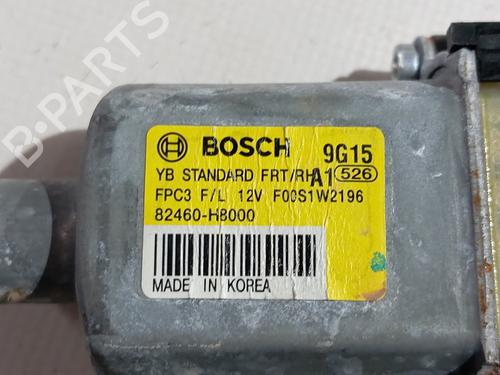 BOSCH 9G15
YB STANDARD FRT/RH A1 526
FPC3 F/L 12V F00S1W2196
82460-H8000
MADE IN KOREA
B-PARTS